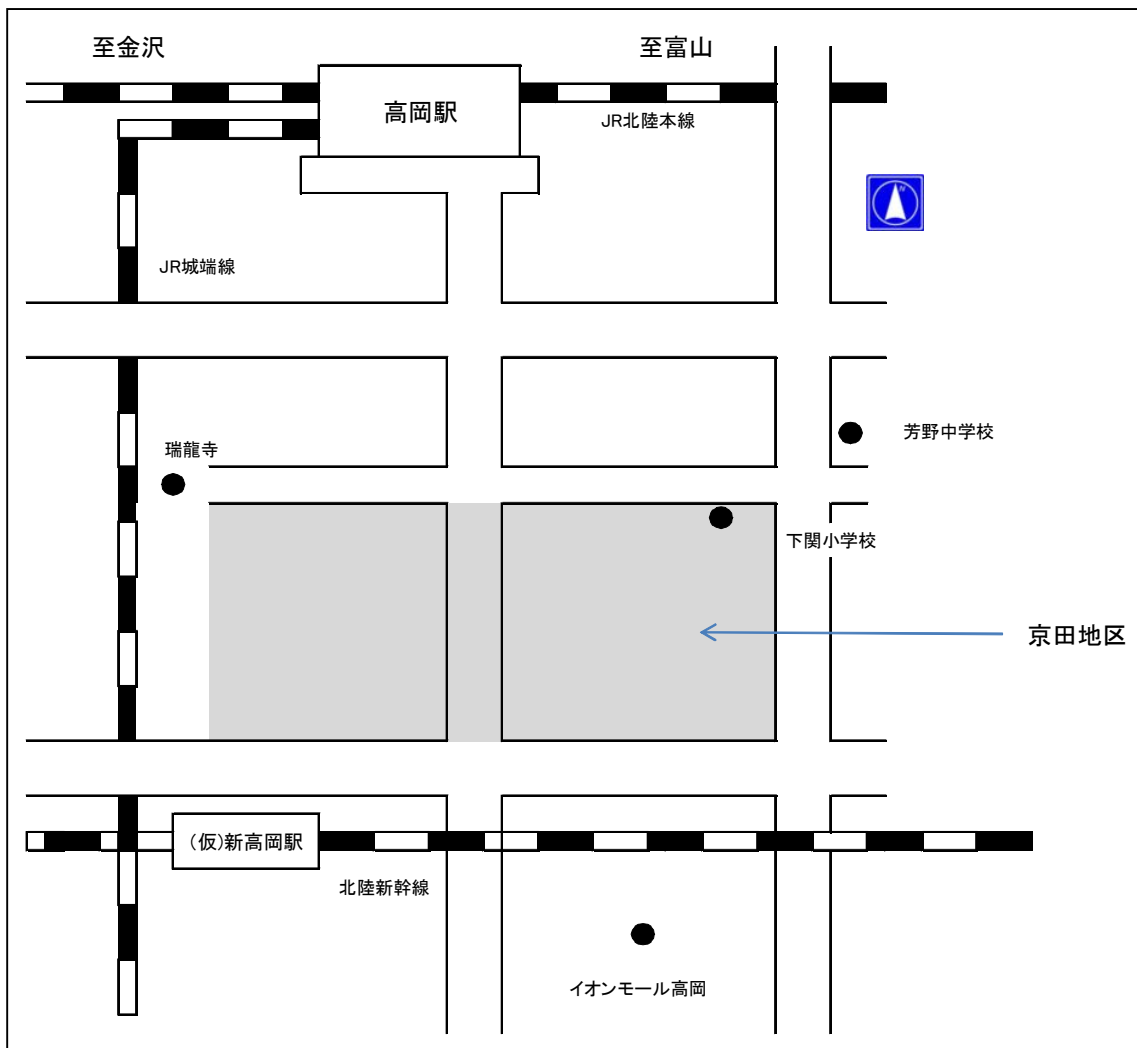 至金沢
至富山
高岡駅
JR北陸本線
N
JR城端線
芳野中学校
瑞龍寺
下関小学校
京田地区
(仮)新高岡駅
北陸新幹線
イオンモール高岡